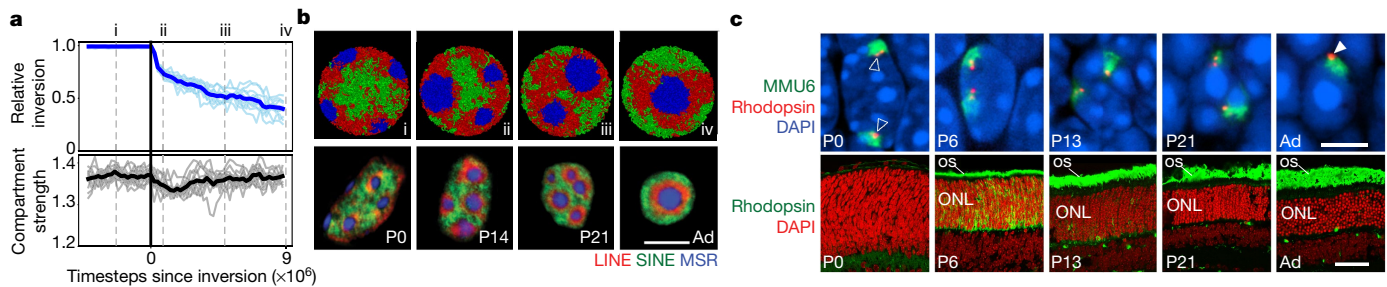 a
i ii iii iv
Relative inversion
1.0
0.5
0
Compartment strength
1.4
1.3
1.2
0 9
Timesteps since inversion (×10⁶)
b
i ii iii iv
P0 P14 P21 Ad
LINE SINE MSR
c
MMU6
Rhodopsin
DAPI
P0 P6 P13 P21 Ad
Rhodopsin
DAPI
os os os os
ONL ONL ONL ONL
P0 P6 P13 P21 Ad